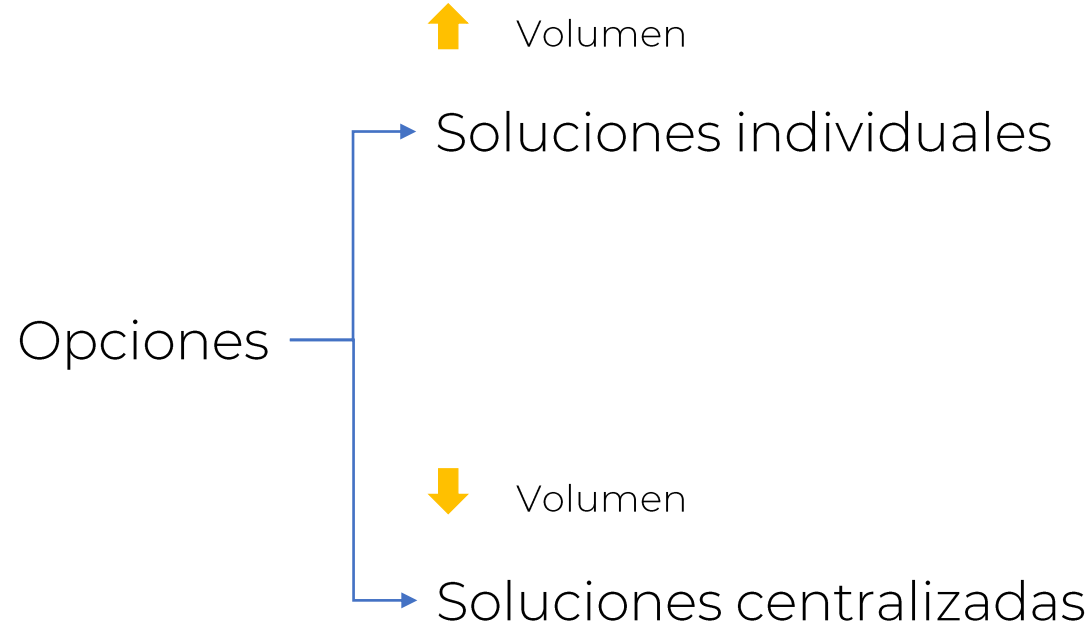 Volumen
Soluciones individuales
Opciones
Volumen
Soluciones centralizadas